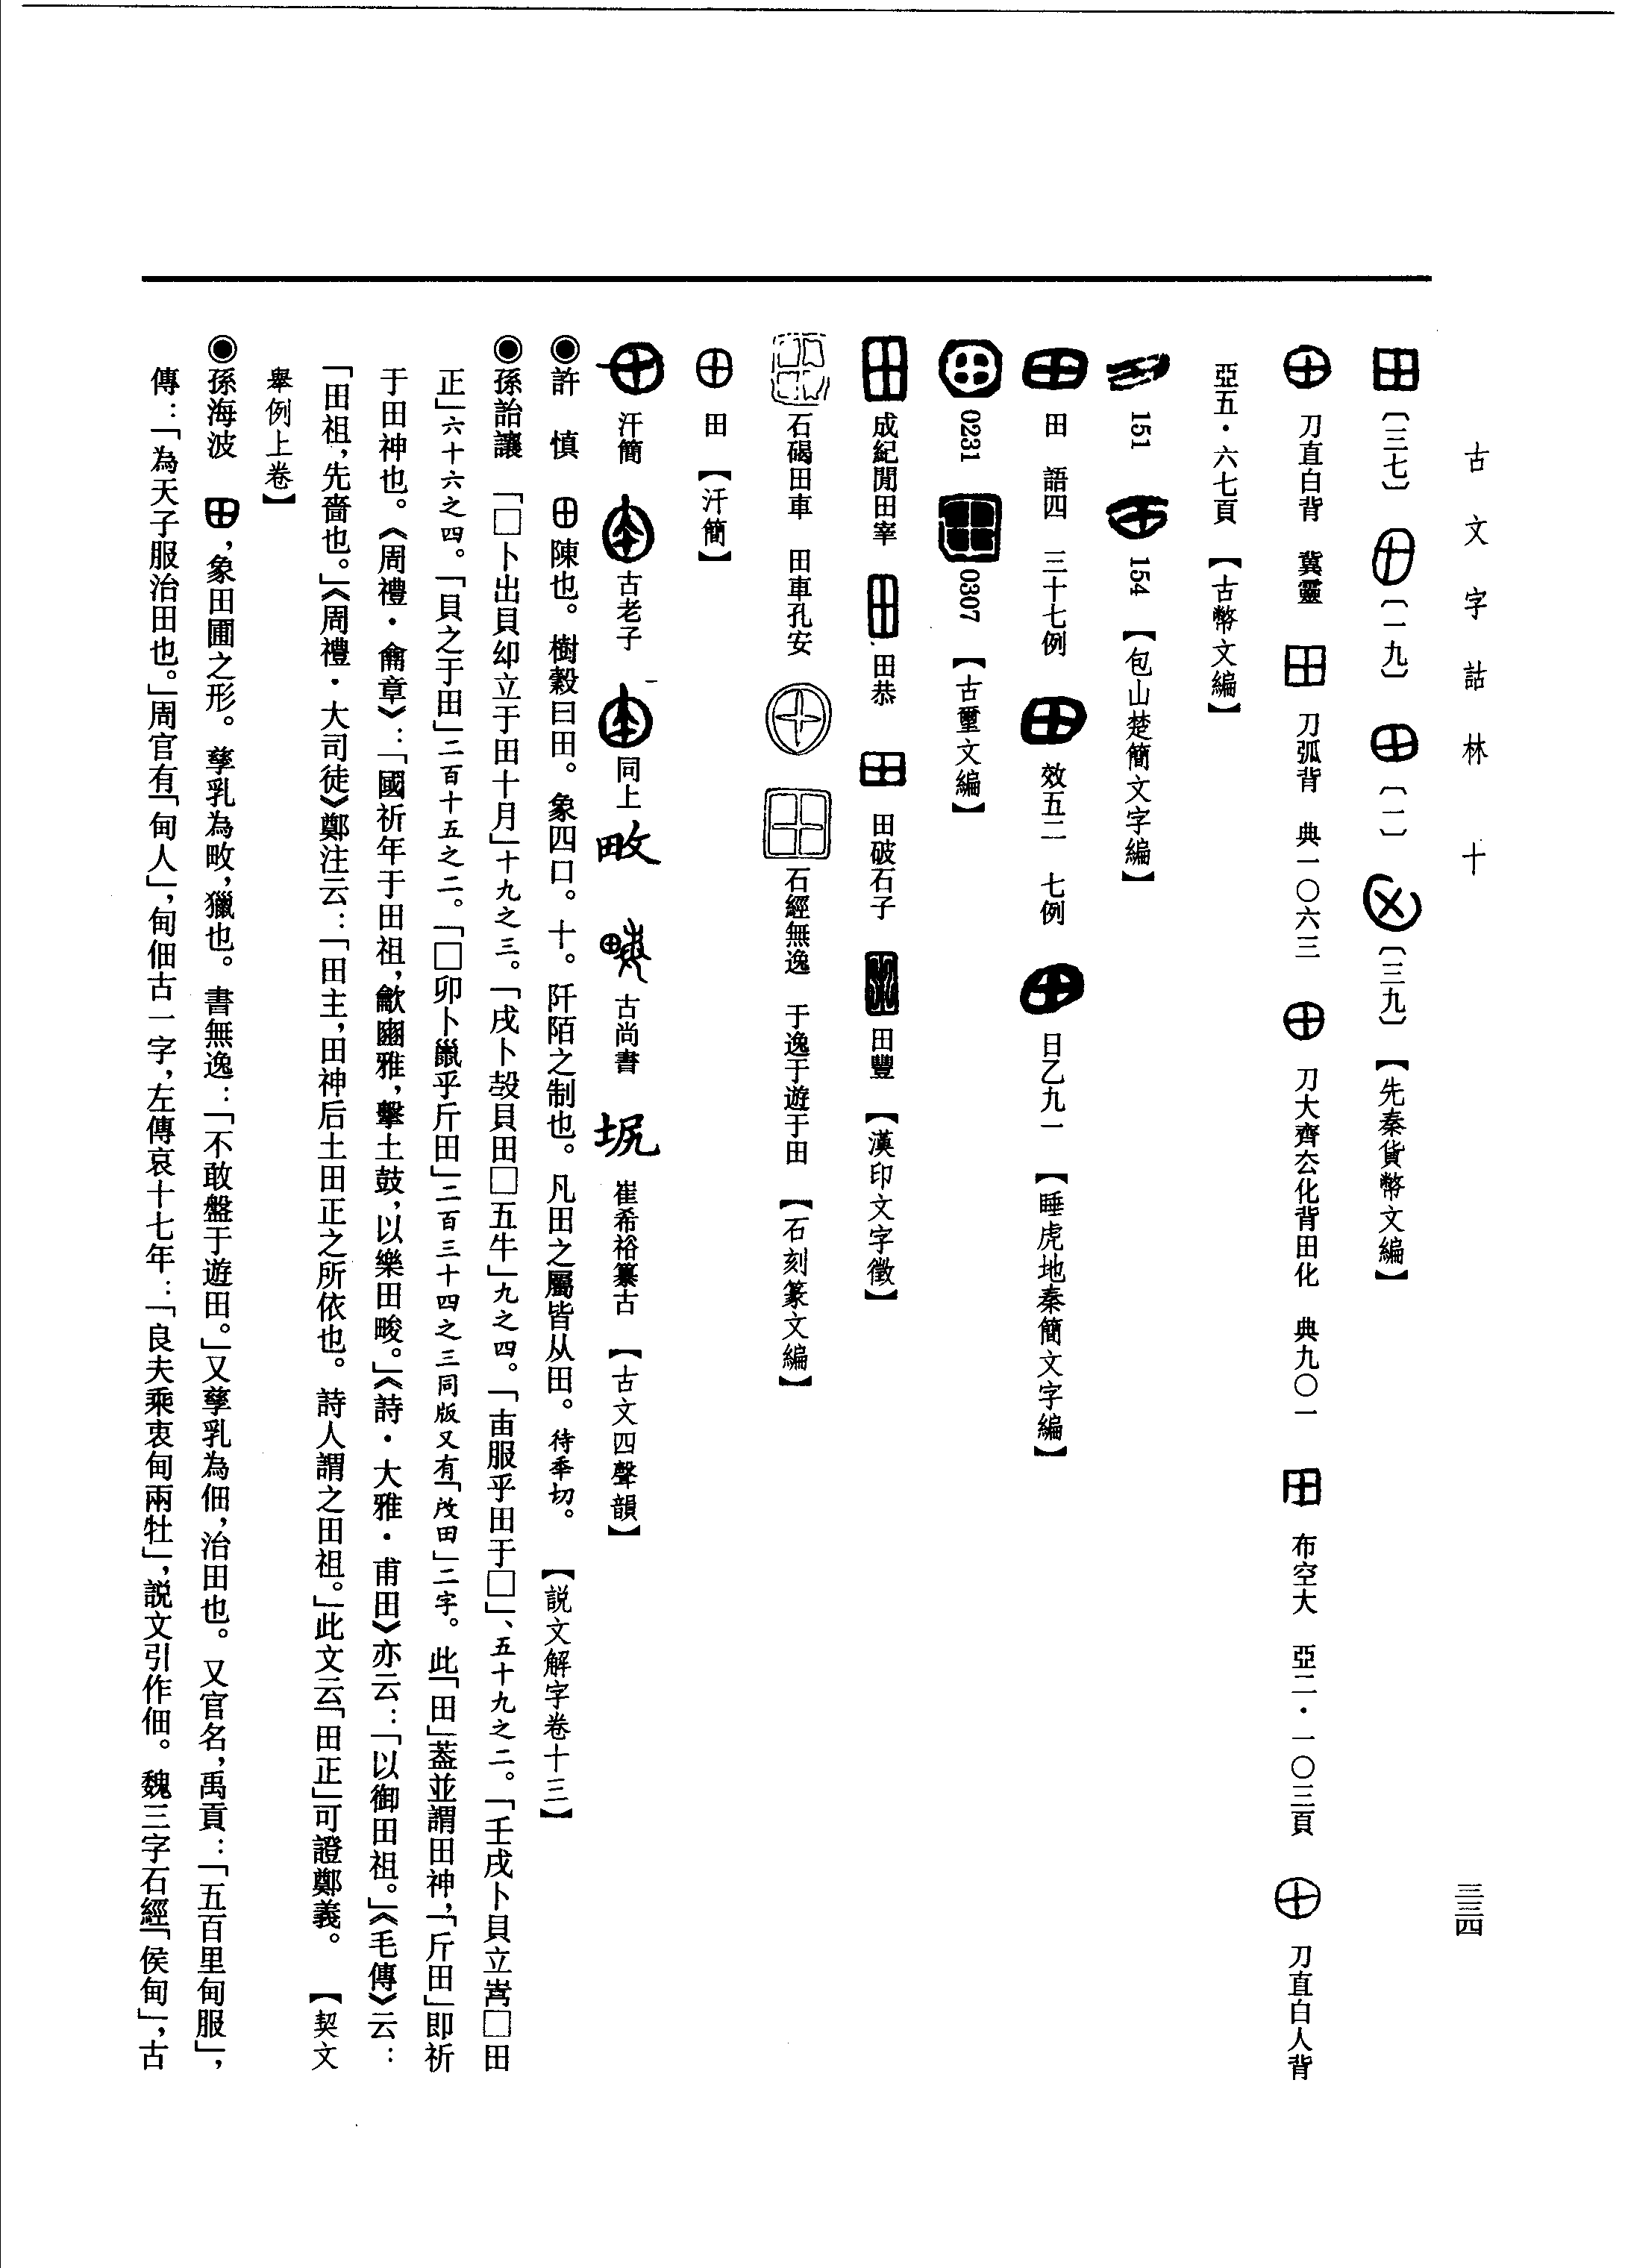 古文字詁林 十
三三四
〔三七〕 〔一九〕 〔二〕 〔三九〕 【先秦貨幣文編】
刀直白背 冀靈 刀弧背 典一〇六三 刀大齊厺化背田化 典九〇一 布空大 亞二・一〇三頁 刀直白人背
亞五・六七頁 【古幣文編】
151 154 【包山楚簡文字編】
田 語四 三十七例 效五二 七例 日乙九一 【睡虎地秦簡文字編】
0231 0307 【古璽文編】
成紀閒田宰 田恭 田破石子 田豐 【漢印文字徵】
石碣田車 田車孔安 石經無逸 于逸于遊于田 【石刻篆文編】
田 【汗簡】
汗簡 古老子 同上 畋 古尚書 崔希裕纂古 【古文四聲韻】
◉許 慎 田陳也。樹穀曰田。象四口。十。阡陌之制也。凡田之屬皆从田。待秊切。 【説文解字卷十三】
◉孫詒讓 「□卜出貝立于田十月」十九之三。「戌卜㱿貝田□五牛」九之四。「𠧪服乎田于□」、五十九之二。「壬戌卜貝立□田
正」六十六之四。「貝之于田」二百十五之二。「□卯卜乎斤田」二百三十四之三同版又有「改田」二字。此「田」葢並謂田神，「斤田」即祈
于田神也。《周禮・龠章》：「國祈年于田祖，龡豳雅，擊土鼓，以樂田畯。」《詩・大雅・甫田》亦云：「以御田祖。」《毛傳》云：
「田祖，先嗇也。」《周禮・大司徒》鄭注云：「田主，田神后土田正之所依也。詩人謂之田祖。」此文云「田正」可證鄭義。 【契文
舉例上卷】
◉孫海波 田，象田圃之形。孳乳為畋，獵也。書無逸：「不敢盤于遊田。」又孳乳為佃，治田也。又官名，禹貢：「五百里甸服」，
傳：「為天子服治田也。」周官有「甸人」，甸佃古一字，左傳哀十七年：「良夫乘衷甸兩牡」，説文引作佃。魏三字石經「侯甸」，古